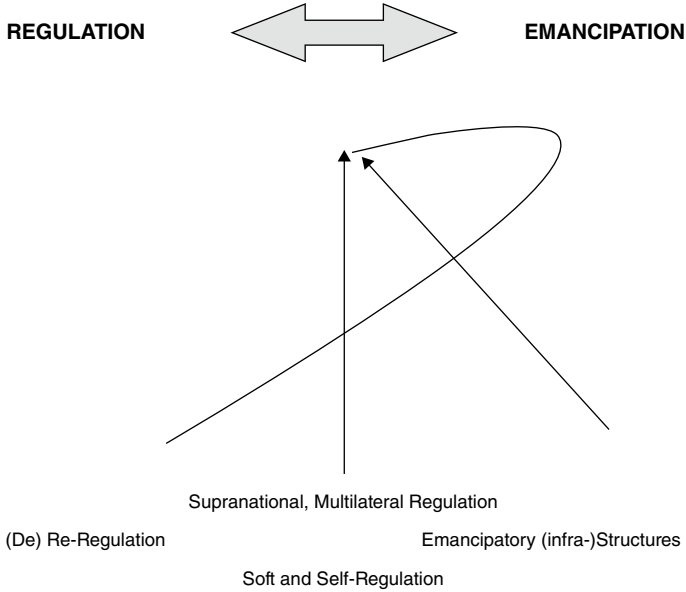 REGULATION EMANCIPATION
Supranational, Multilateral Regulation
(De) Re-Regulation Emancipatory (infra-)Structures
Soft and Self-Regulation